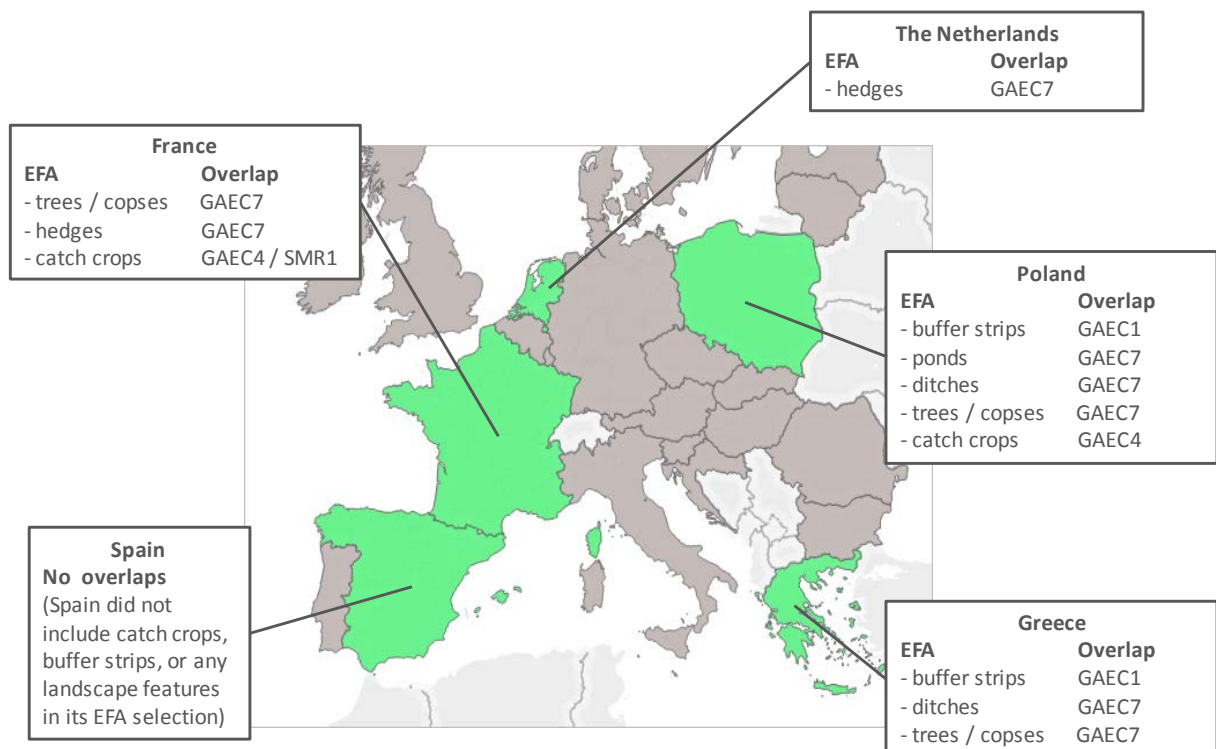 The Netherlands
EFA Overlap
- hedges GAEC7
France
EFA Overlap
- trees / copses GAEC7
- hedges GAEC7
- catch crops GAEC4 / SMR1
Poland
EFA Overlap
- buffer strips GAEC1
- ponds GAEC7
- ditches GAEC7
- trees / copses GAEC7
- catch crops GAEC4
Spain
No overlaps
(Spain did not
include catch crops,
buffer strips, or any
landscape features
in its EFA selection)
Greece
EFA Overlap
- buffer strips GAEC1
- ditches GAEC7
- trees / copses GAEC7